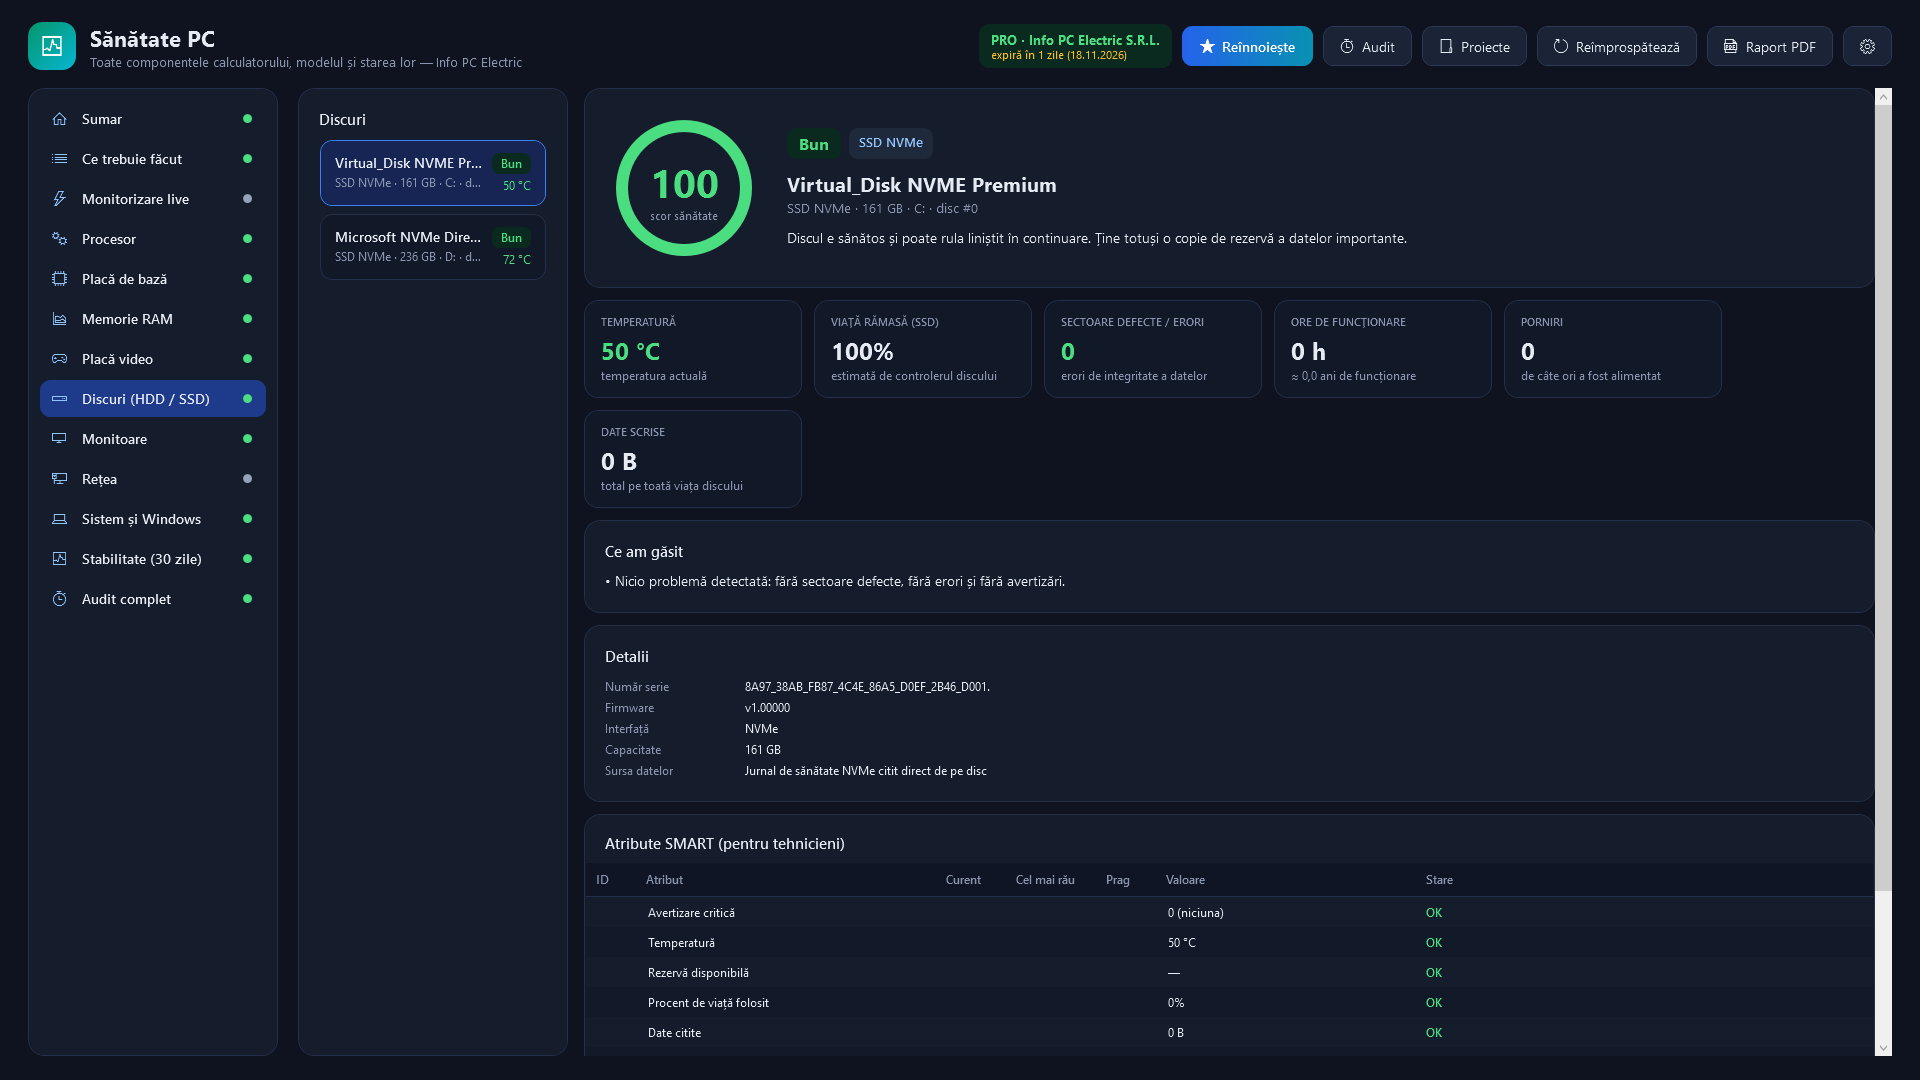 Sănătate PC
Toate componentele calculatorului, modelul și starea lor — Info PC Electric
PRO · Info PC Electric S.R.L.
expiră în 1 zile (18.11.2026)
Reînnoiește
Audit
Proiecte
Reîmprospătează
Raport PDF
Sumar
Ce trebuie făcut
Monitorizare live
Procesor
Placă de bază
Memorie RAM
Placă video
Discuri (HDD / SSD)
Monitoare
Rețea
Sistem și Windows
Stabilitate (30 zile)
Audit complet
Discuri
Virtual_Disk NVME Pr... Bun
SSD NVMe · 161 GB · C: · d... 50 °C
Microsoft NVMe Dire... Bun
SSD NVMe · 236 GB · D: · d... 72 °C
100
scor sănătate
Bun
SSD NVMe
Virtual_Disk NVME Premium
SSD NVMe · 161 GB · C: · disc #0
Discul e sănătos și poate rula liniștit în continuare. Ține totuși o copie de rezervă a datelor importante.
TEMPERATURĂ
50 °C
temperatura actuală
VIAȚĂ RĂMASĂ (SSD)
100%
estimată de controlerul discului
SECTOARE DEFECTE / ERORI
0
erori de integritate a datelor
ORE DE FUNCȚIONARE
0 h
≈ 0,0 ani de funcționare
PORNIRI
0
de câte ori a fost alimentat
DATE SCRISE
0 B
total pe toată viața discului
Ce am găsit
• Nicio problemă detectată: fără sectoare defecte, fără erori și fără avertizări.
Detalii
Număr serie 8A97_38AB_FB87_4C4E_86A5_D0EF_2B46_D001.
Firmware v1.00000
Interfață NVMe
Capacitate 161 GB
Sursa datelor Jurnal de sănătate NVMe citit direct de pe disc
Atribute SMART (pentru tehnicieni)
ID Atribut Curent Cel mai rău Prag Valoare Stare
Avertizare critică 0 (niciuna) OK
Temperatură 50 °C OK
Rezervă disponibilă — OK
Procent de viață folosit 0% OK
Date citite 0 B OK